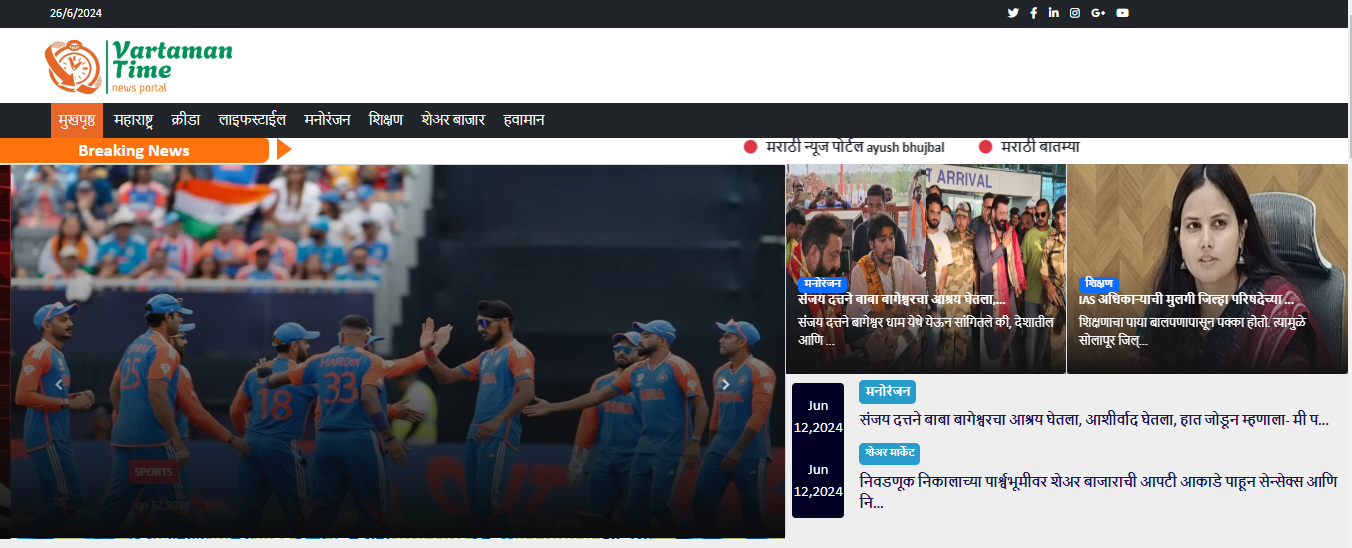 26/6/2024
Vartaman
Time
news portal
मुखपृष्ठ महाराष्ट्र क्रीडा लाइफस्टाईल मनोरंजन शिक्षण शेअर बाजार हवामान
Breaking News
मराठी न्यूज पोर्टल ayush bhujbal मराठी बातम्या
25
18
HARDIK
33
SPORTS
Jun 12,2024 USA
T ARRIVAL
मनोरंजन
संजय दत्तने बाबा बागेश्वरचा आश्रय घेतला,...
संजय दत्तने बागेश्वर धाम येथे येऊन सांगितले की, देशातील
आणि ...
शिक्षण
IAS अधिकाऱ्याची मुलगी जिल्हा परिषदेच्या ...
शिक्षणाचा पाया बालपणापासून पक्का होतो. त्यामुळे
सोलापूर जिल्...
Jun
12,2024
मनोरंजन
संजय दत्तने बाबा बागेश्वरचा आश्रय घेतला, आशीर्वाद घेतला, हात जोडून म्हणाला- मी प...
Jun
12,2024
शेअर मार्केट
निवडणूक निकालाच्या पार्श्वभूमीवर शेअर बाजाराची आपटी आकाडे पाहून सेन्सेक्स आणि
नि...